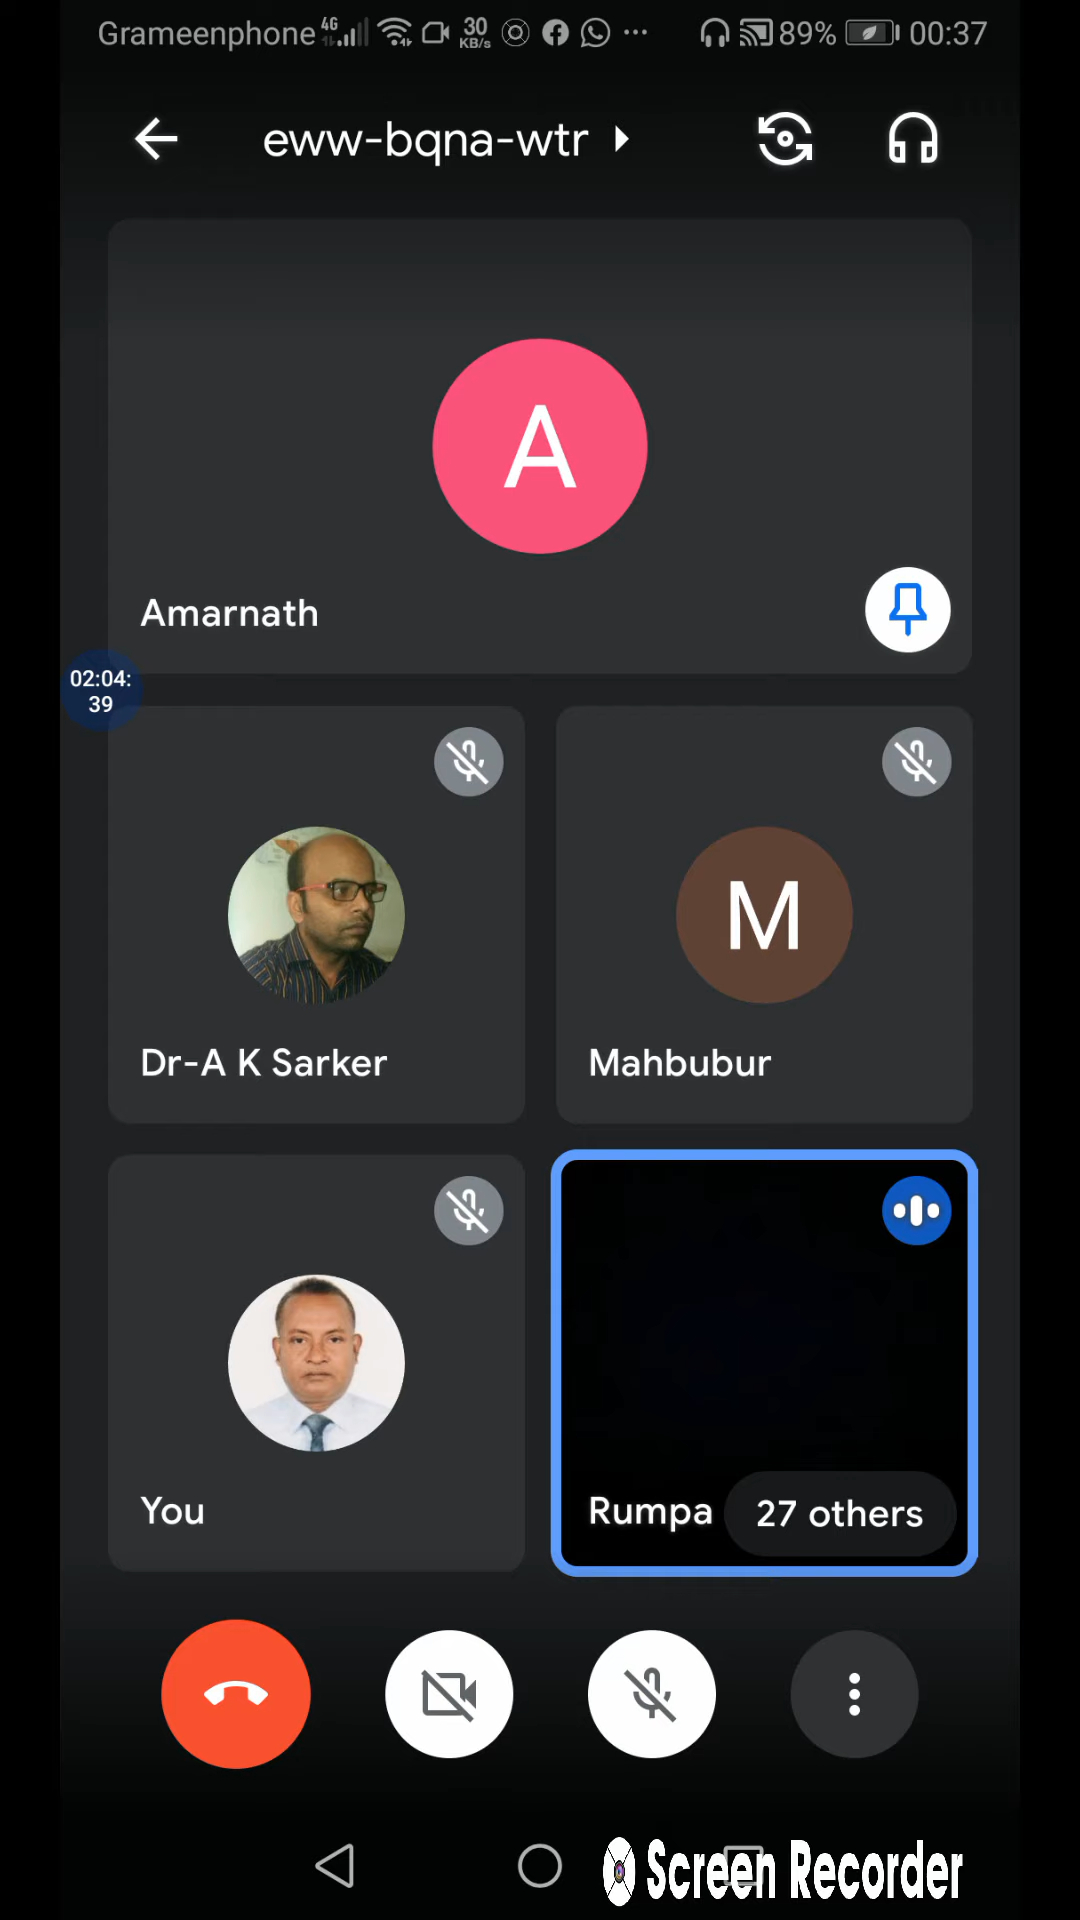 Grameenphone 4G 30 KB/s 89% 00:37
eww-bqna-wtr
A
Amarnath
02:04:
39
M
Dr-A K Sarker
Mahbubur
You
Rumpa
27 others
Screen Recorder